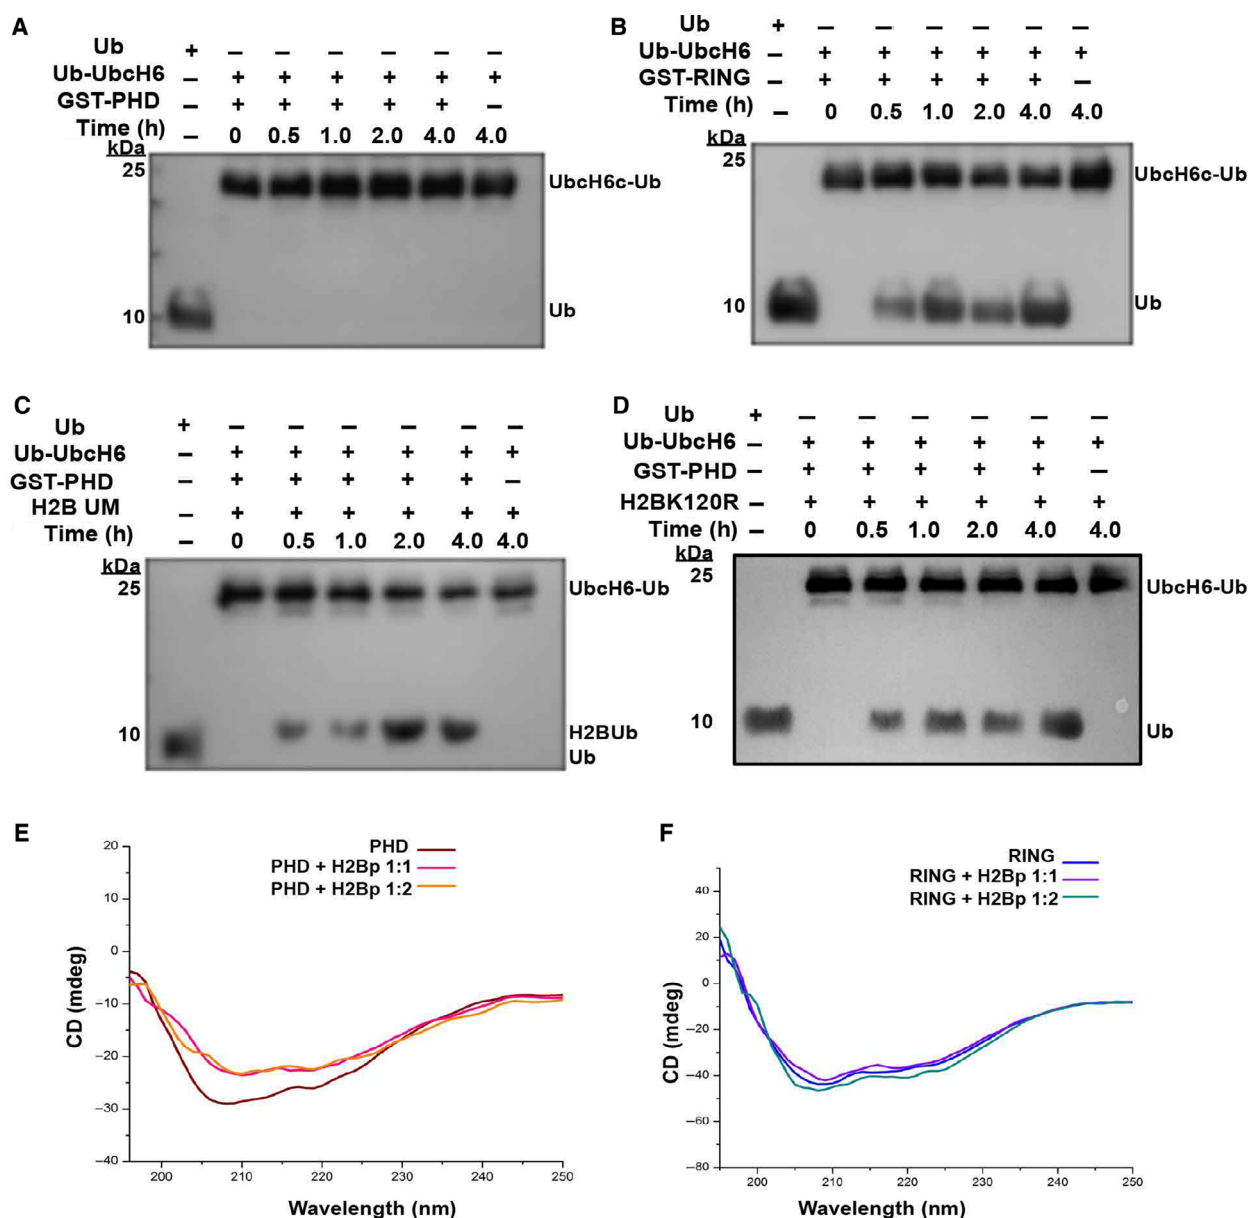 A
Ub + – – – – – –
Ub-UbcH6 – + + + + + +
GST-PHD – + + + + + –
Time (h) – 0 0.5 1.0 2.0 4.0 4.0
kDa
25
UbcH6c-Ub
10
Ub
B
Ub + – – – – – –
Ub-UbcH6 – + + + + + +
GST-RING – + + + + + –
Time (h) – 0 0.5 1.0 2.0 4.0 4.0
kDa
25
UbcH6c-Ub
10
Ub
C
Ub + – – – – – –
Ub-UbcH6 – + + + + + +
GST-PHD – + + + + + –
H2B UM – + + + + + +
Time (h) – 0 0.5 1.0 2.0 4.0 4.0
kDa
25
UbcH6-Ub
10
H2BUb
Ub
D
Ub + – – – – – –
Ub-UbcH6 – + + + + + +
GST-PHD – + + + + + –
H2BK120R – + + + + + +
Time (h) – 0 0.5 1.0 2.0 4.0 4.0
kDa
25
UbcH6-Ub
10
Ub
E
PHD
PHD + H2Bp 1:1
PHD + H2Bp 1:2
CD (mdeg)
20
10
0
–10
–20
–30
–40
200 210 220 230 240 250
Wavelength (nm)
F
RING
RING + H2Bp 1:1
RING + H2Bp 1:2
CD (mdeg)
40
20
0
–20
–40
–60
–80
200 210 220 230 240 250
Wavelength (nm)